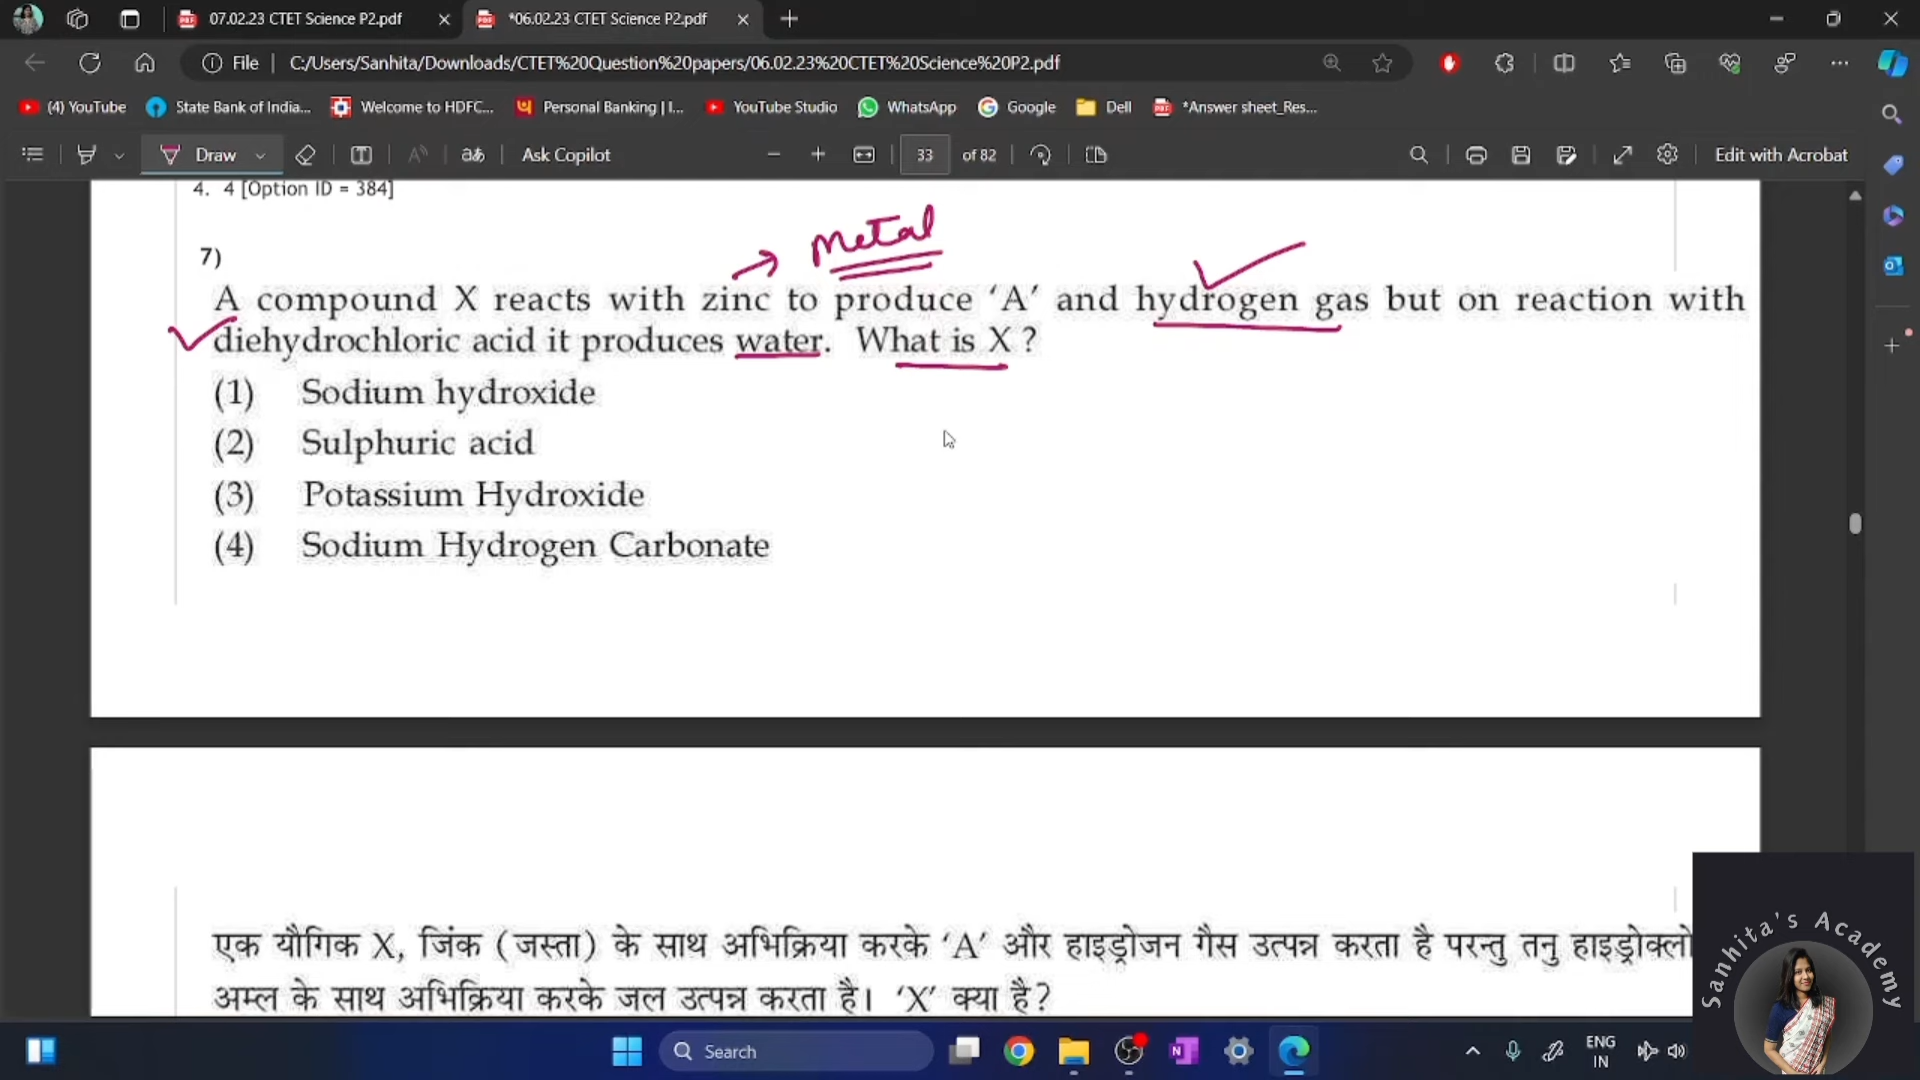 07.02.23 CTET Science P2.pdf
*06.02.23 CTET Science P2.pdf
File
C:/Users/Sanhita/Downloads/CTET%20Question%20papers/06.02.23%20CTET%20Science%20P2.pdf
(4) YouTube
State Bank of India...
Welcome to HDFC...
Personal Banking | I...
YouTube Studio
WhatsApp
Google
Dell
*Answer sheet_Res...
Draw
Ask Copilot
33 of 82
Edit with Acrobat
4. 4 [Option ID = 384]
Metal
7)
A compound X reacts with zinc to produce ‘A’ and hydrogen gas but on reaction with
diehydrochloric acid it produces water. What is X ?
(1) Sodium hydroxide
(2) Sulphuric acid
(3) Potassium Hydroxide
(4) Sodium Hydrogen Carbonate
एक यौगिक X, जिंक (जस्ता) के साथ अभिक्रिया करके ‘A’ और हाइड्रोजन गैस उत्पन्न करता है परन्तु तनु हाइड्रोक्लो
अम्ल के साथ अभिक्रिया करके जल उत्पन्न करता है। ‘X’ क्या है?
Sanhita's Academy
Search
ENG
IN